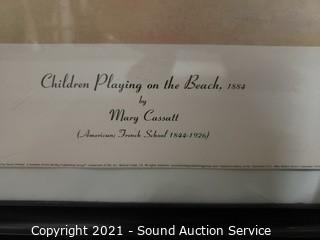 Children Playing on the Beach, 1884
by
Mary Cassatt
(American; French School 1844-1926)
Copyright 2021 - Sound Auction Service